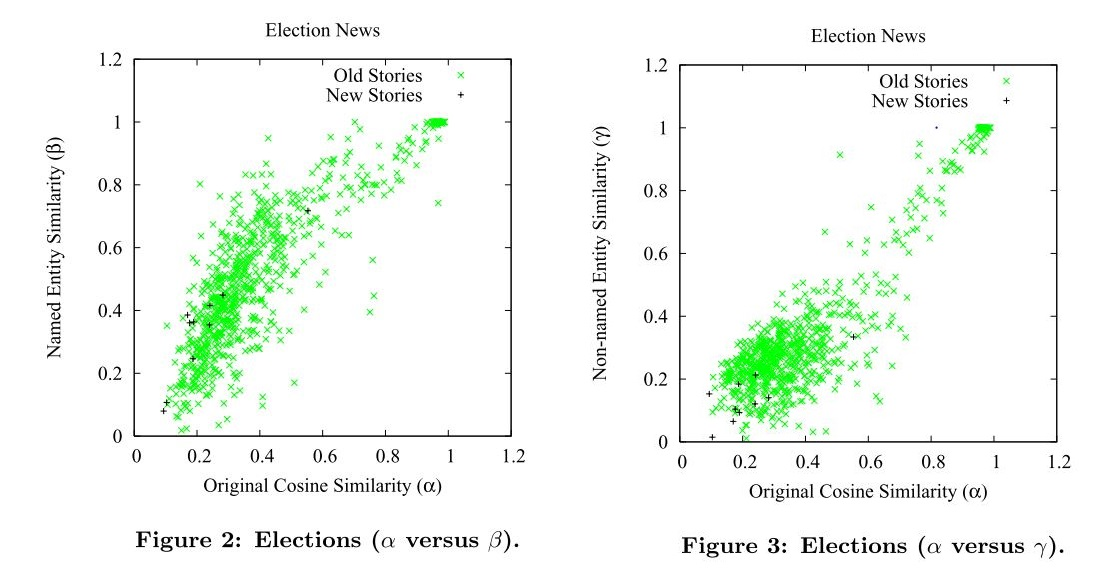 Election News
1.2
1
0.8
0.6
0.4
0.2
0
0 0.2 0.4 0.6 0.8 1 1.2
Named Entity Similarity (β)
Original Cosine Similarity (α)
Old Stories
New Stories
Figure 2: Elections (α versus β).
Election News
1.2
1
0.8
0.6
0.4
0.2
0
0 0.2 0.4 0.6 0.8 1 1.2
Non-named Entity Similarity (γ)
Original Cosine Similarity (α)
Old Stories
New Stories
Figure 3: Elections (α versus γ).